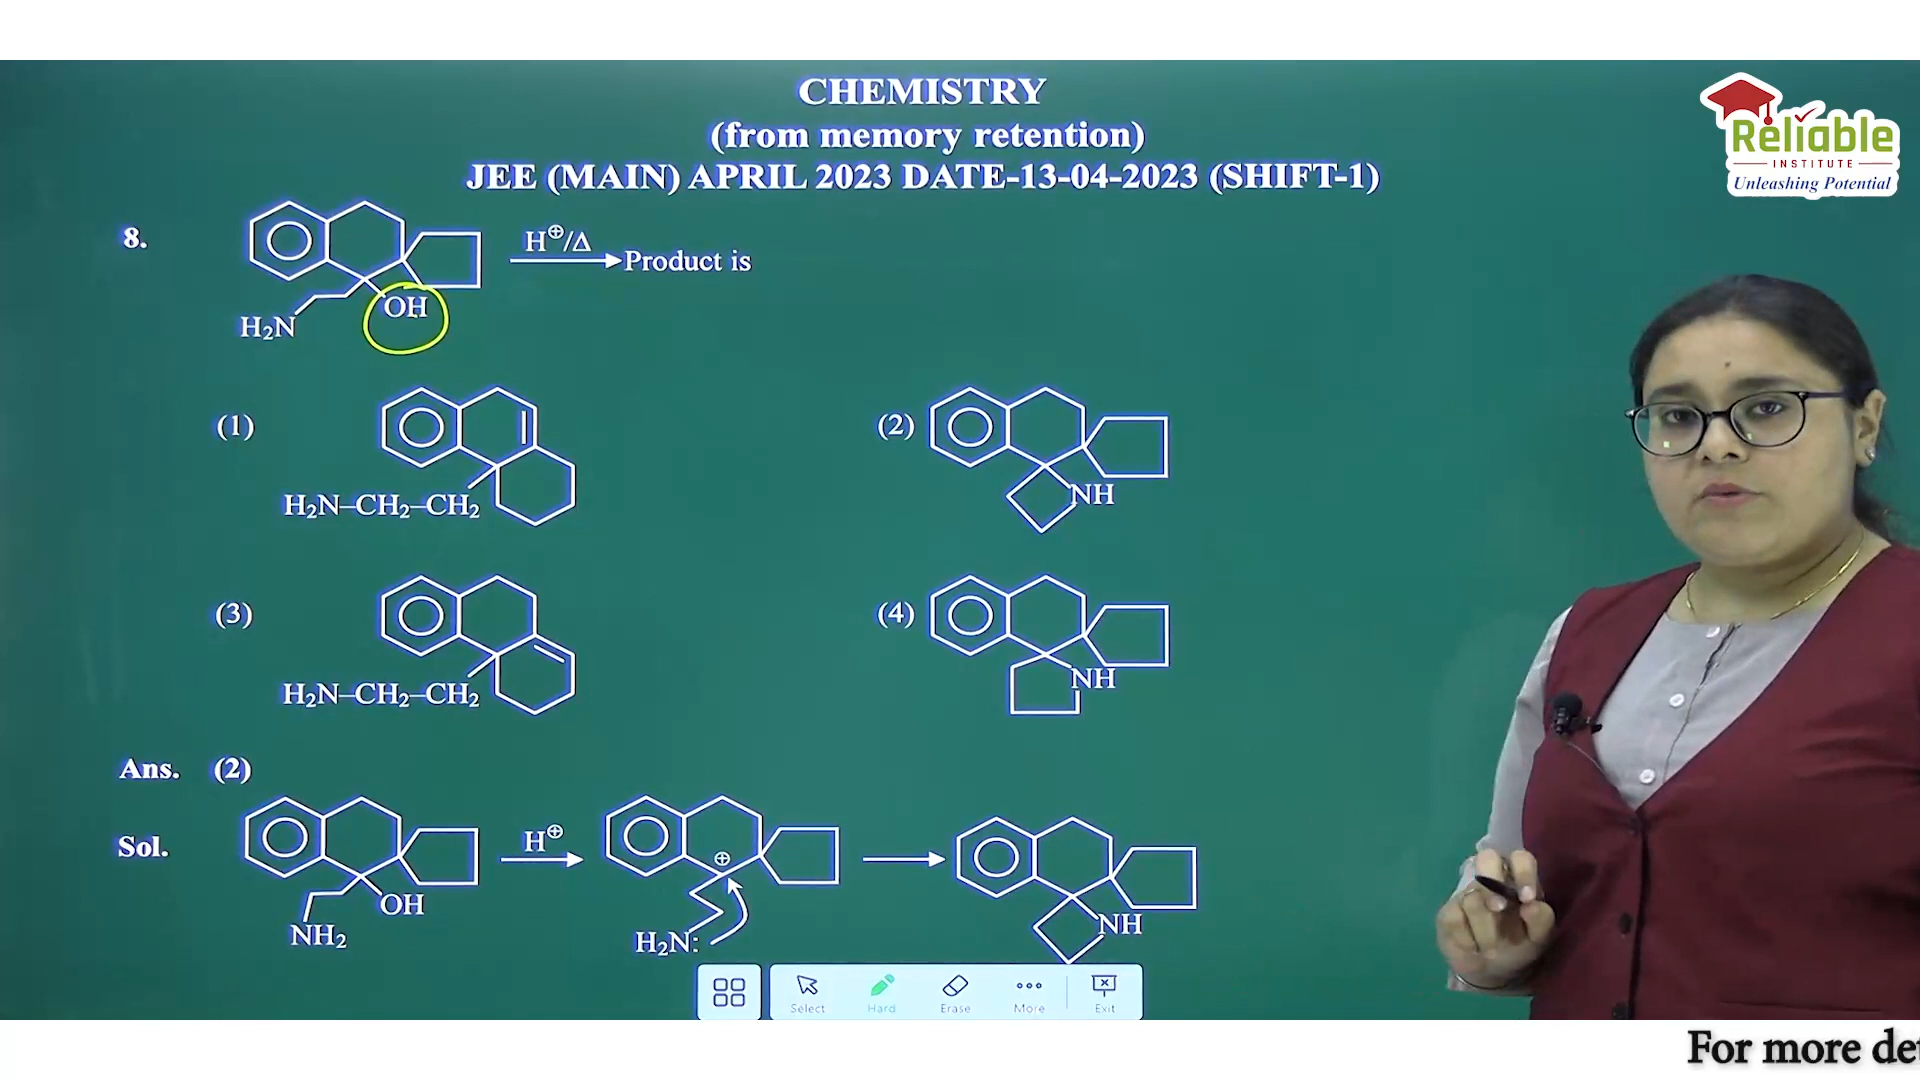 CHEMISTRY
(from memory retention)
JEE (MAIN) APRIL 2023 DATE-13-04-2023 (SHIFT-1)
Reliable
INSTITUTE
Unleashing Potential
8.
H⊕/Δ
Product is
OH
H₂N
(1)
H₂N–CH₂–CH₂
(2)
NH
(3)
H₂N–CH₂–CH₂
(4)
NH
Ans. (2)
Sol.
OH
NH₂
H⊕
⊕
H₂N:
NH
Select
Hard
Erase
More
Exit
For more det